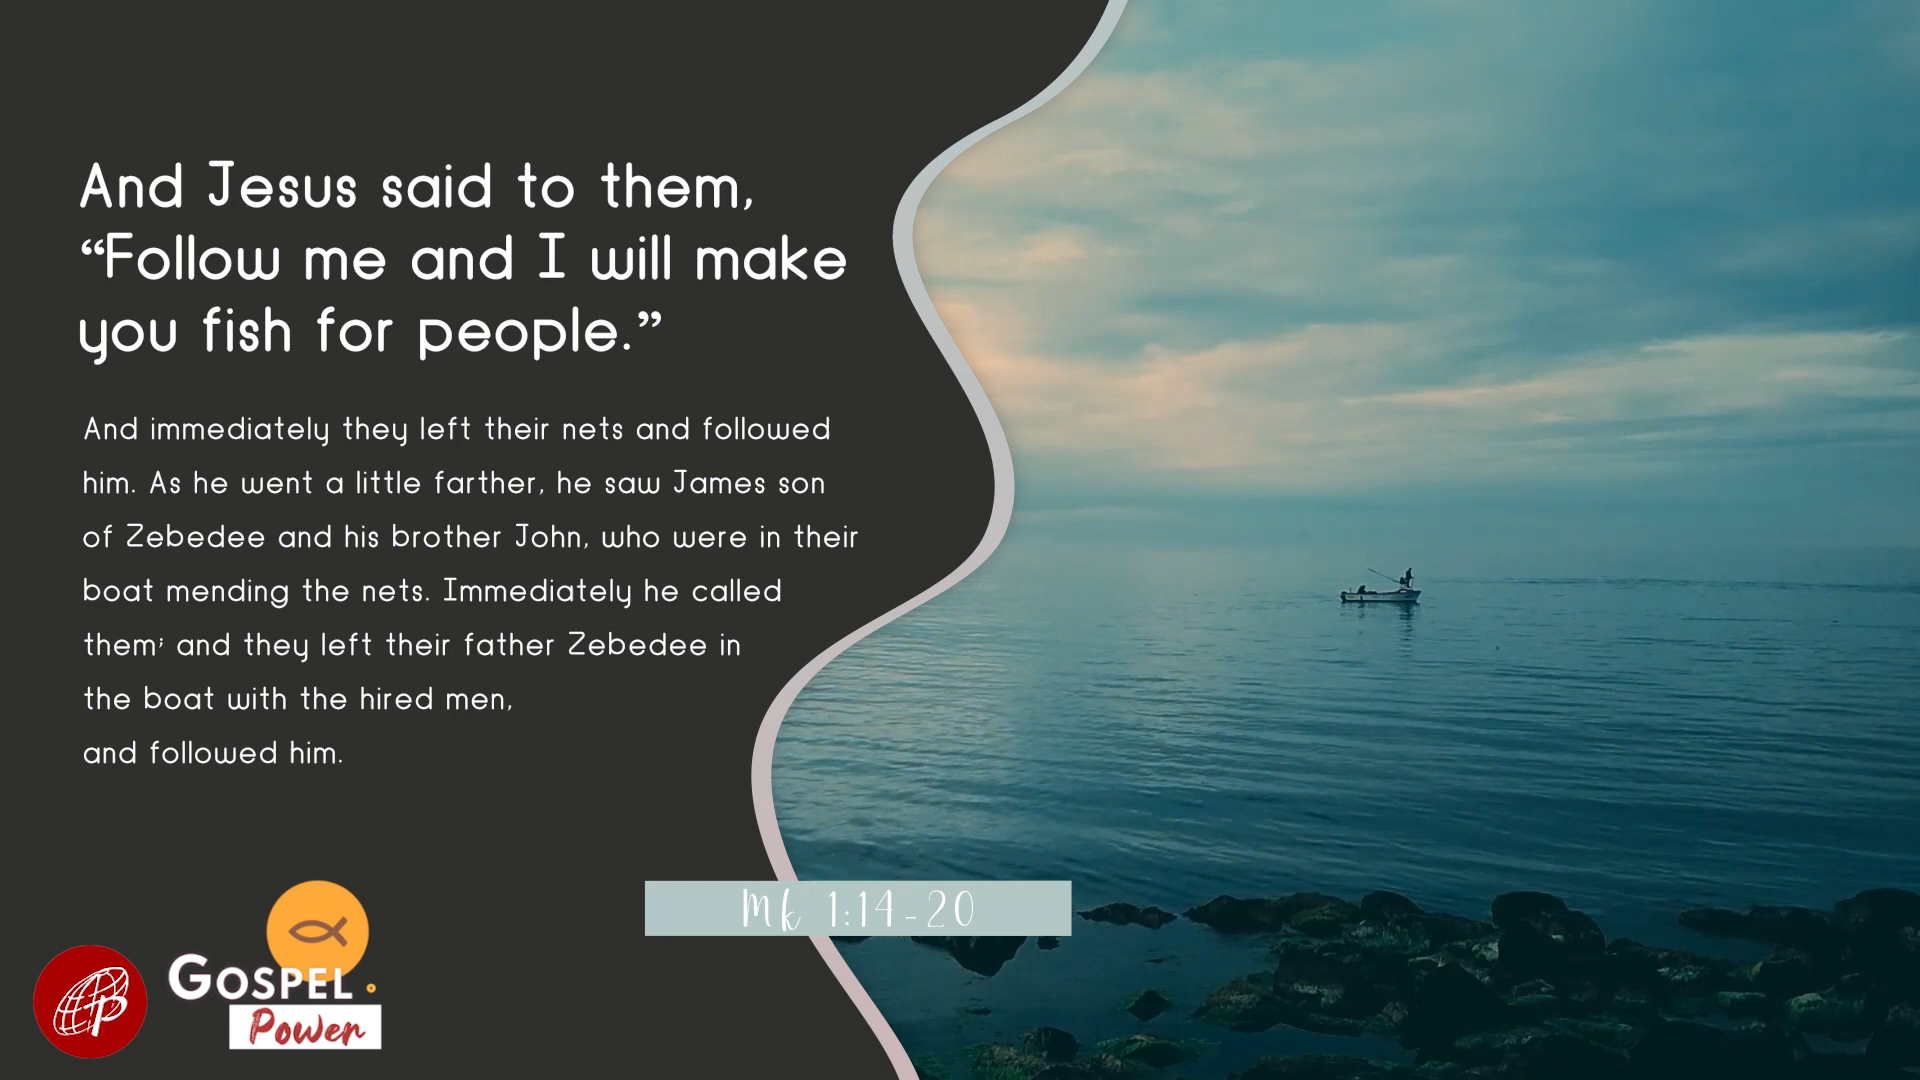 And Jesus said to them,
“Follow me and I will make
you fish for people.”
And immediately they left their nets and followed
him. As he went a little farther, he saw James son
of Zebedee and his brother John, who were in their
boat mending the nets. Immediately he called
them; and they left their father Zebedee in
the boat with the hired men,
and followed him.
Mk 1:14-20
GOSPEL
Power